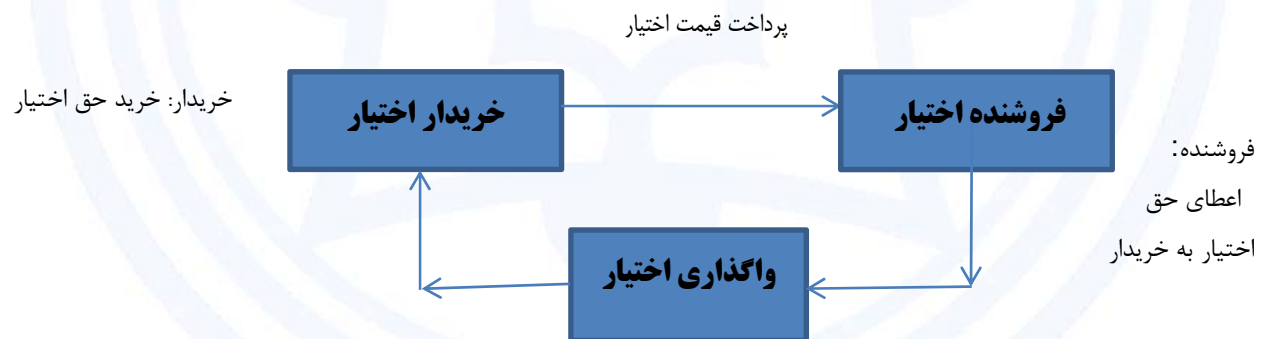 پرداخت قیمت اختیار
فروشنده اختیار
خریدار اختیار
خریدار: خرید حق اختیار
فروشنده:
اعطای حق
اختیار به خریدار
واگذاری اختیار